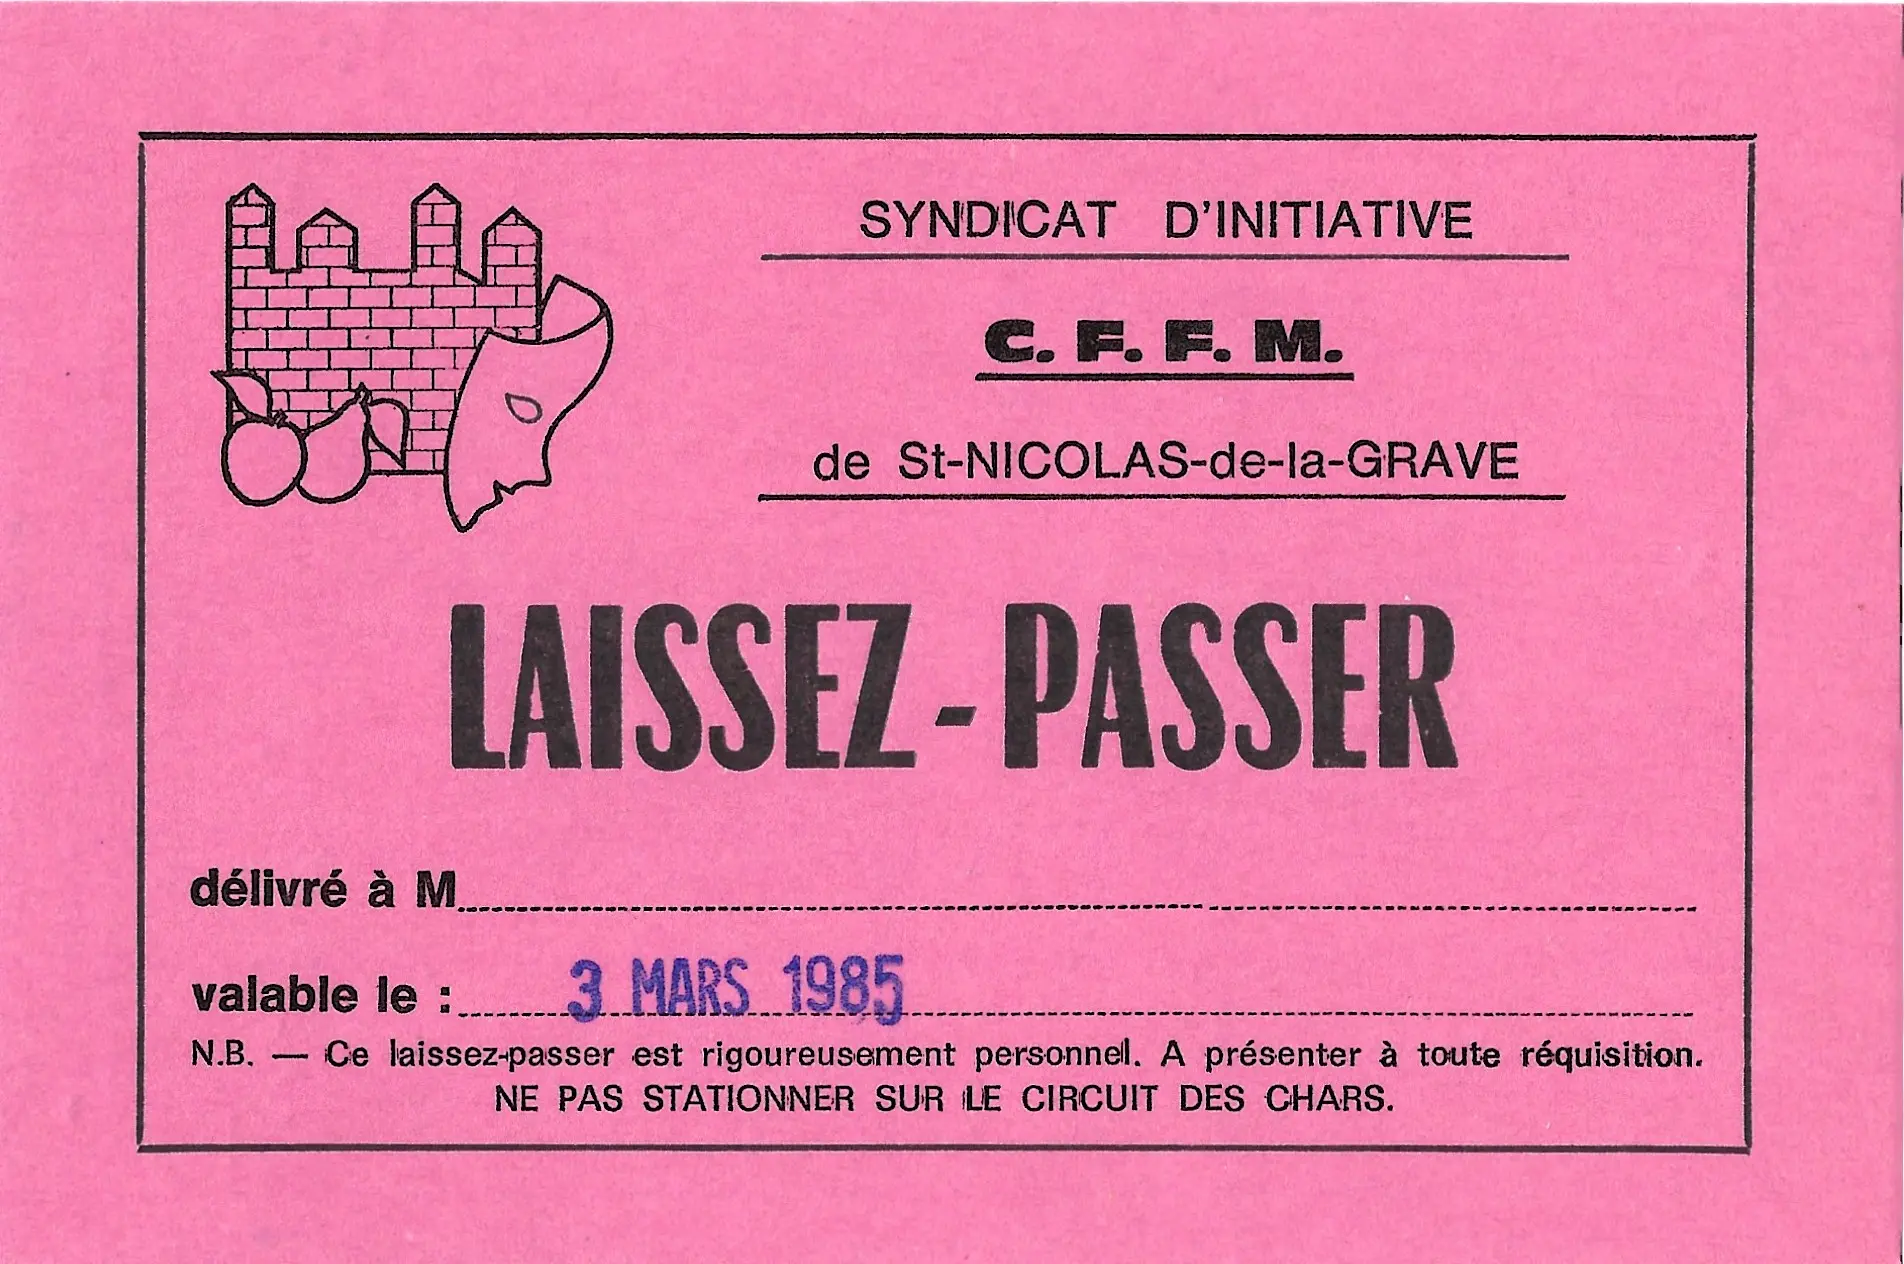 SYNDICAT D'INITIATIVE
C. F. F. M.
de St-NICOLAS-de-la-GRAVE
LAISSEZ-PASSER
délivré à M
valable le : 3 MARS 1985
N.B. — Ce laissez-passer est rigoureusement personnel. A présenter à toute réquisition.
NE PAS STATIONNER SUR LE CIRCUIT DES CHARS.